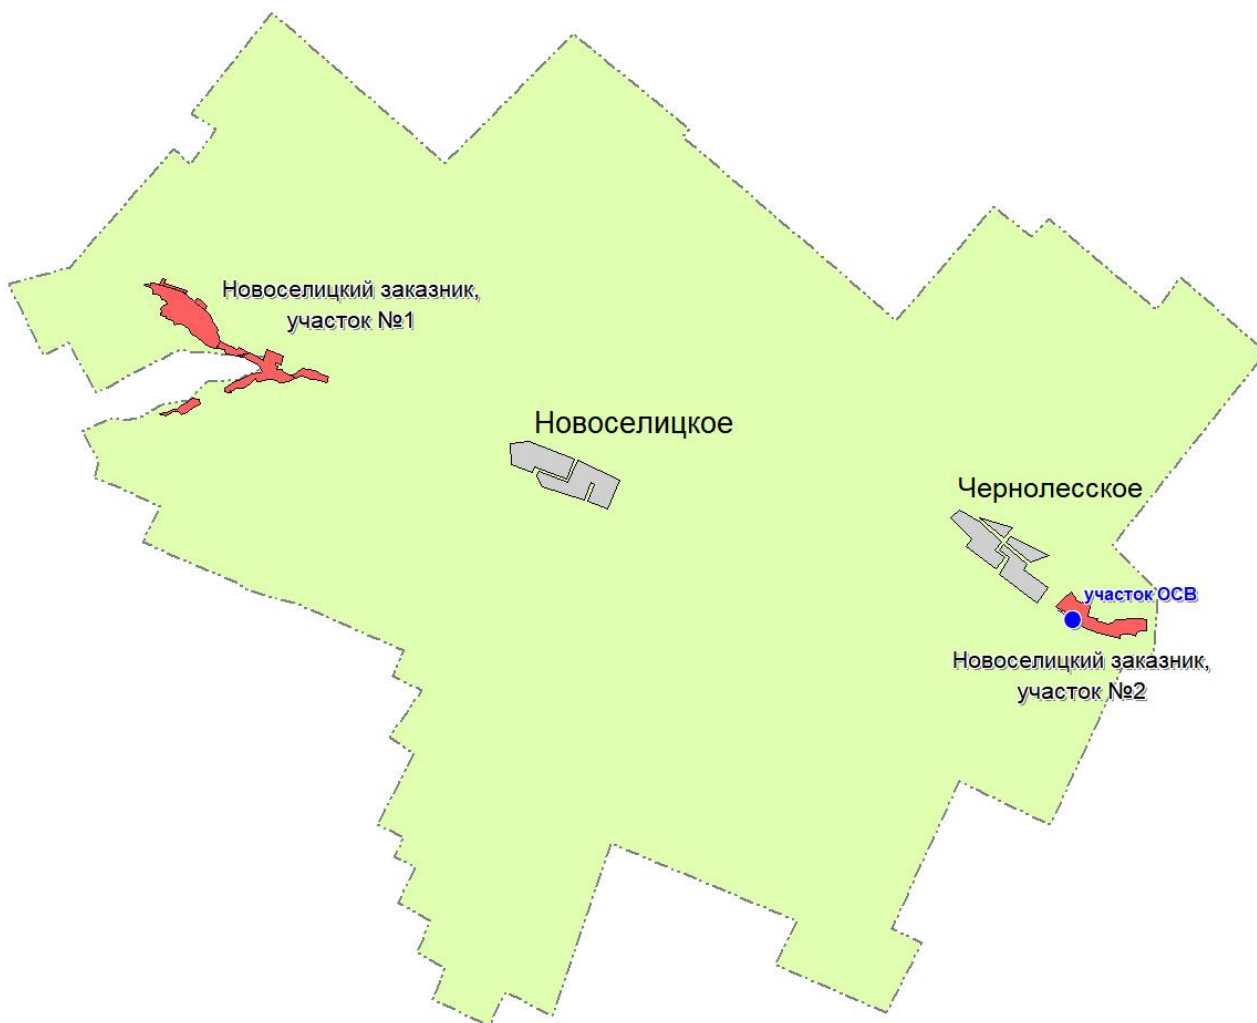 Новоселицкий заказник,
участок №1
Новоселицкое
Чернолесское
участок ОСВ
Новоселицкий заказник,
участок №2